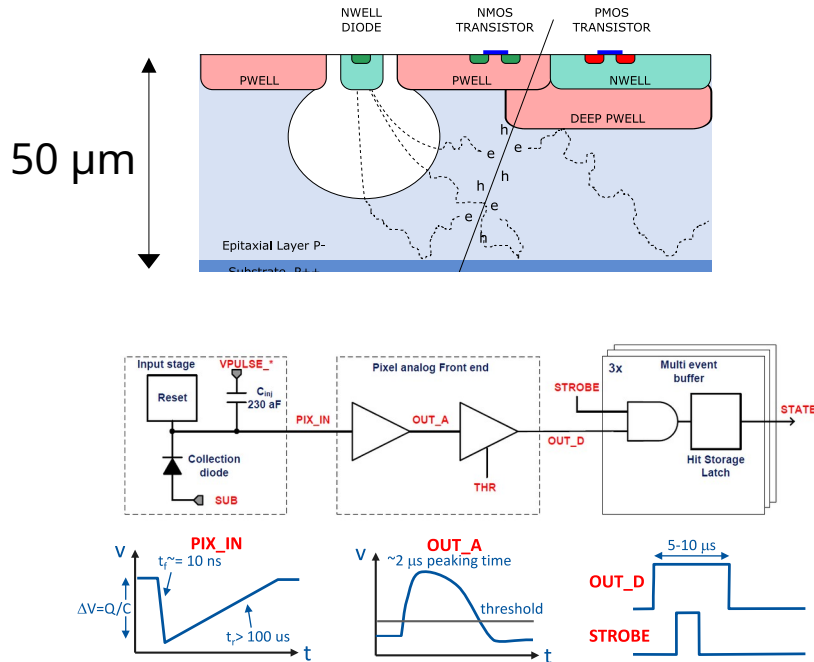 NWELL
DIODE
NMOS
TRANSISTOR
PMOS
TRANSISTOR
PWELL
PWELL
NWELL
DEEP PWELL
50 µm
h
e
e
h
h
e
e
h
Epitaxial Layer P-
Substrate P++
Input stage
VPULSE_*
Reset
Cinj
230 aF
PIX_IN
Collection
diode
SUB
Pixel analog Front end
OUT_A
THR
OUT_D
3x
Multi event
buffer
STROBE
STATE
Hit Storage
Latch
PIX_IN
V
tf~= 10 ns
ΔV=Q/C
tr> 100 us
t
OUT_A
V
~2 µs peaking time
threshold
t
5-10 µs
OUT_D
STROBE